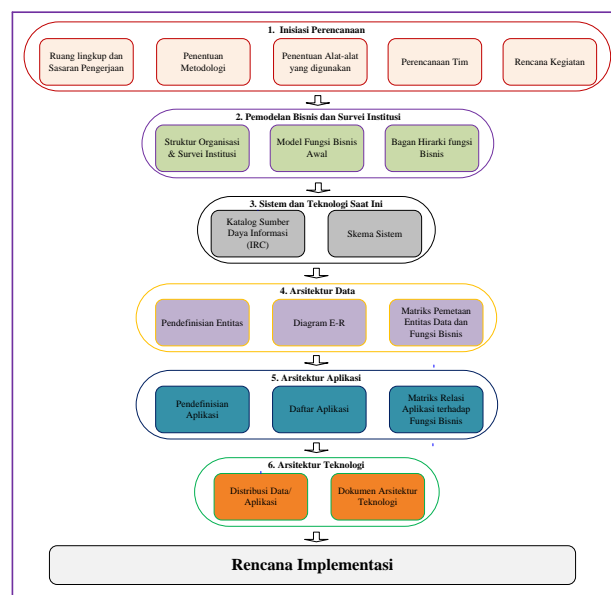 1. Inisiasi Perencanaan
Ruang lingkup dan
Sasaran Pengerjaan
Penentuan
Metodologi
Penentuan Alat-alat
yang digunakan
Perencanaan Tim
Rencana Kegiatan
2. Pemodelan Bisnis dan Survei Institusi
Struktur Organisasi
& Survei Institusi
Model Fungsi Bisnis
Awal
Bagan Hirarki fungsi
Bisnis
3. Sistem dan Teknologi Saat Ini
Katalog Sumber
Daya Informasi
(IRC)
Skema Sistem
4. Arsitektur Data
Pendefinisian Entitas
Diagram E-R
Matriks Pemetaan
Entitas Data dan
Fungsi Bisnis
5. Arsitektur Aplikasi
Pendefinisian
Aplikasi
Daftar Aplikasi
Matriks Relasi
Aplikasi terhadap
Fungsi Bisnis
6. Arsitektur Teknologi
Distribusi Data/
Aplikasi
Dokumen Arsitektur
Teknologi
Rencana Implementasi